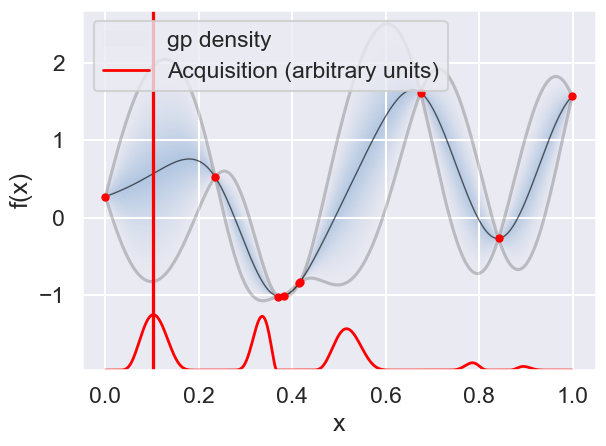 gp density
Acquisition (arbitrary units)
2
1
0
−1
f(x)
0.0 0.2 0.4 0.6 0.8 1.0
x